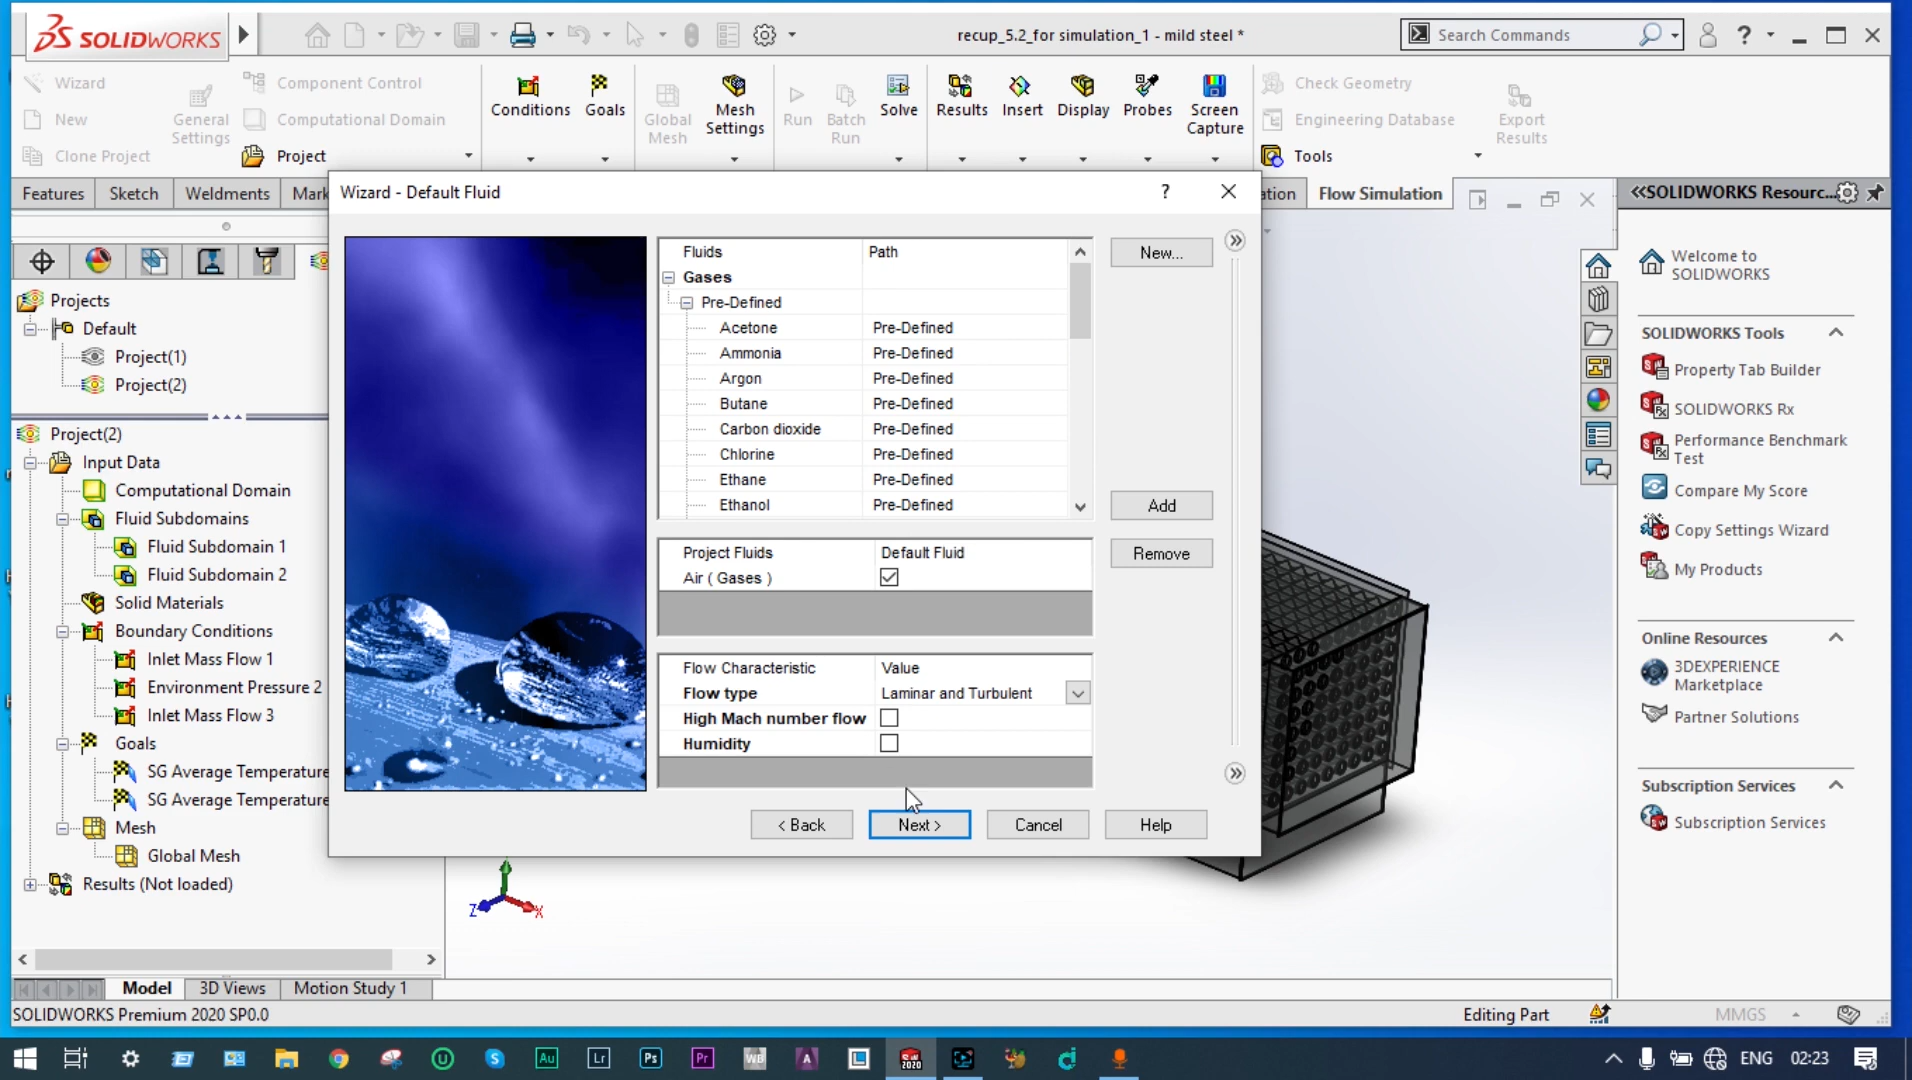 SOLIDWORKS
recup_5.2_for simulation_1 - mild steel *
Search Commands
?
Wizard
New
Clone Project
General Settings
Component Control
Computational Domain
Project
Conditions
Goals
Global Mesh
Mesh Settings
Run
Batch Run
Solve
Results
Insert
Display
Probes
Screen Capture
Check Geometry
Engineering Database
Tools
Export Results
Features
Sketch
Weldments
Mark
ation
Flow Simulation
Projects
Default
Project(1)
Project(2)
Project(2)
Input Data
Computational Domain
Fluid Subdomains
Fluid Subdomain 1
Fluid Subdomain 2
Solid Materials
Boundary Conditions
Inlet Mass Flow 1
Environment Pressure 2
Inlet Mass Flow 3
Goals
SG Average Temperature
SG Average Temperature
Mesh
Global Mesh
Results (Not loaded)
Wizard - Default Fluid
?
Fluids Path
Gases
Pre-Defined
Acetone Pre-Defined
Ammonia Pre-Defined
Argon Pre-Defined
Butane Pre-Defined
Carbon dioxide Pre-Defined
Chlorine Pre-Defined
Ethane Pre-Defined
Ethanol Pre-Defined
New...
Add
Remove
Project Fluids Default Fluid
Air ( Gases )
Flow Characteristic Value
Flow type Laminar and Turbulent
High Mach number flow
Humidity
< Back
Next >
Cancel
Help
Z X
«SOLIDWORKS Resourc...
Welcome to
SOLIDWORKS
SOLIDWORKS Tools
Property Tab Builder
SOLIDWORKS Rx
Performance Benchmark
Test
Compare My Score
Copy Settings Wizard
My Products
Online Resources
3DEXPERIENCE
Marketplace
Partner Solutions
Subscription Services
Subscription Services
Model
3D Views
Motion Study 1
SOLIDWORKS Premium 2020 SP0.0
Editing Part
MMGS
Au
Lr
Ps
Pr
WB
A
SW
2020
ENG
02:23